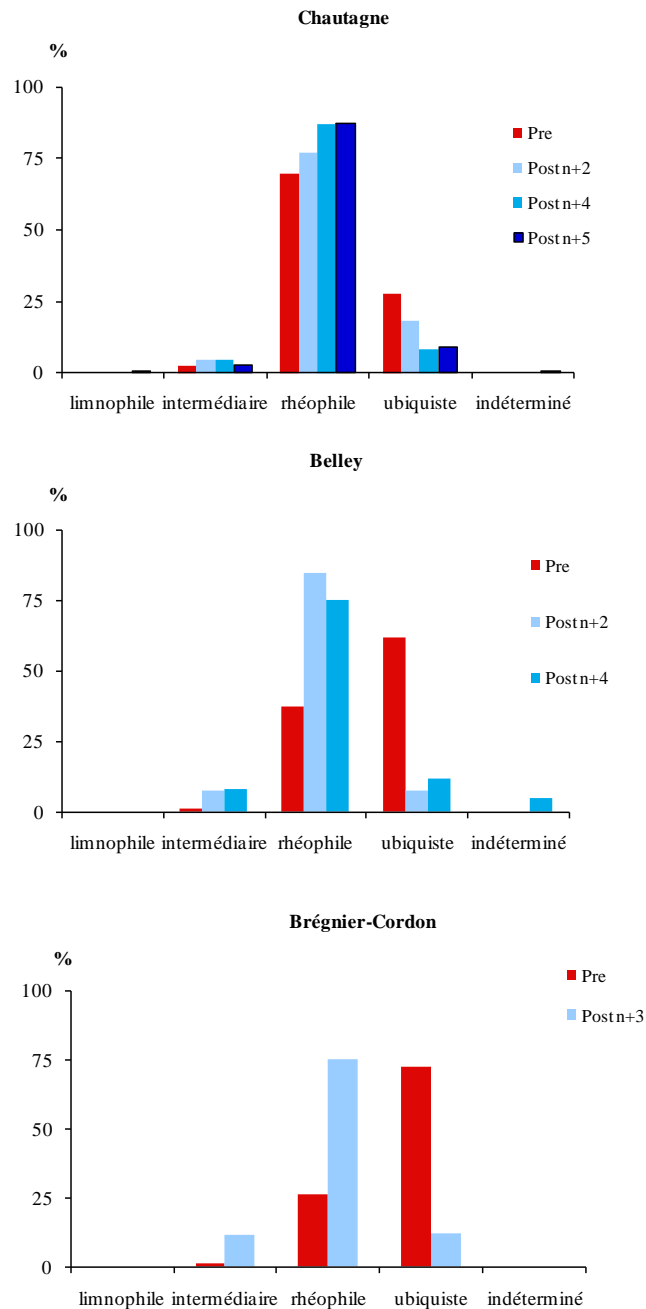 Chautagne
%
100
75
50
25
0
limnophile intermédiaire rhéophile ubiquiste indéterminé
Pre
Post n+2
Post n+4
Post n+5
Belley
%
100
75
50
25
0
limnophile intermédiaire rhéophile ubiquiste indéterminé
Pre
Post n+2
Post n+4
Brégnier-Cordon
%
100
75
50
25
0
limnophile intermédiaire rhéophile ubiquiste indéterminé
Pre
Post n+3